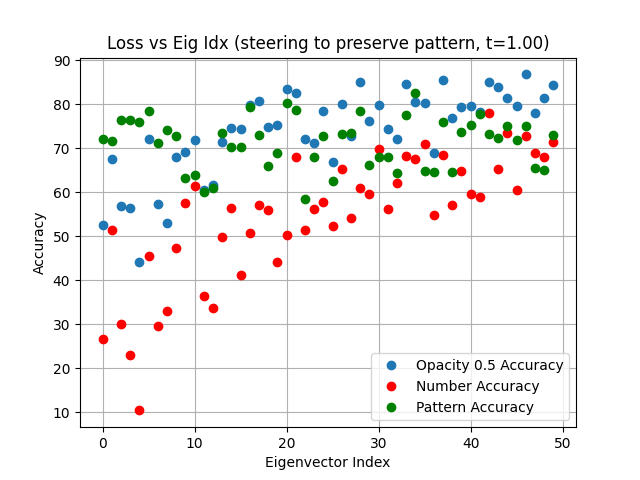 Loss vs Eig Idx (steering to preserve pattern, t=1.00)
90
80
70
60
50
40
30
20
10
Accuracy
Opacity 0.5 Accuracy
Number Accuracy
Pattern Accuracy
0 10 20 30 40 50
Eigenvector Index